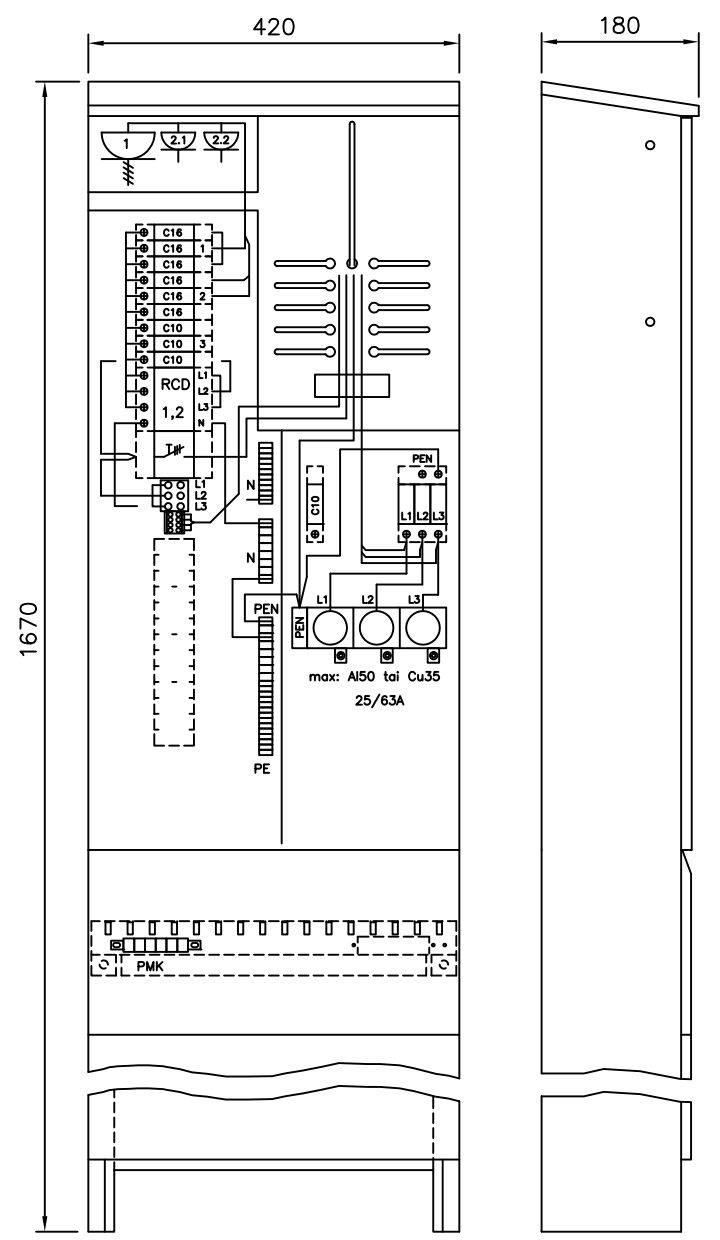 420
180
1670
1
2.1
2.2
C16
C16 1
C16
C16
C16 2
C16
C10
C10 3
C10
RCD
1,2
L1
L2
L3
N
L1
L2
L3
N
N
PEN
PE
C10
PEN
L1 L2 L3
L1 L2 L3
PEN
max: Al50 tai Cu35
25/63A
PMK